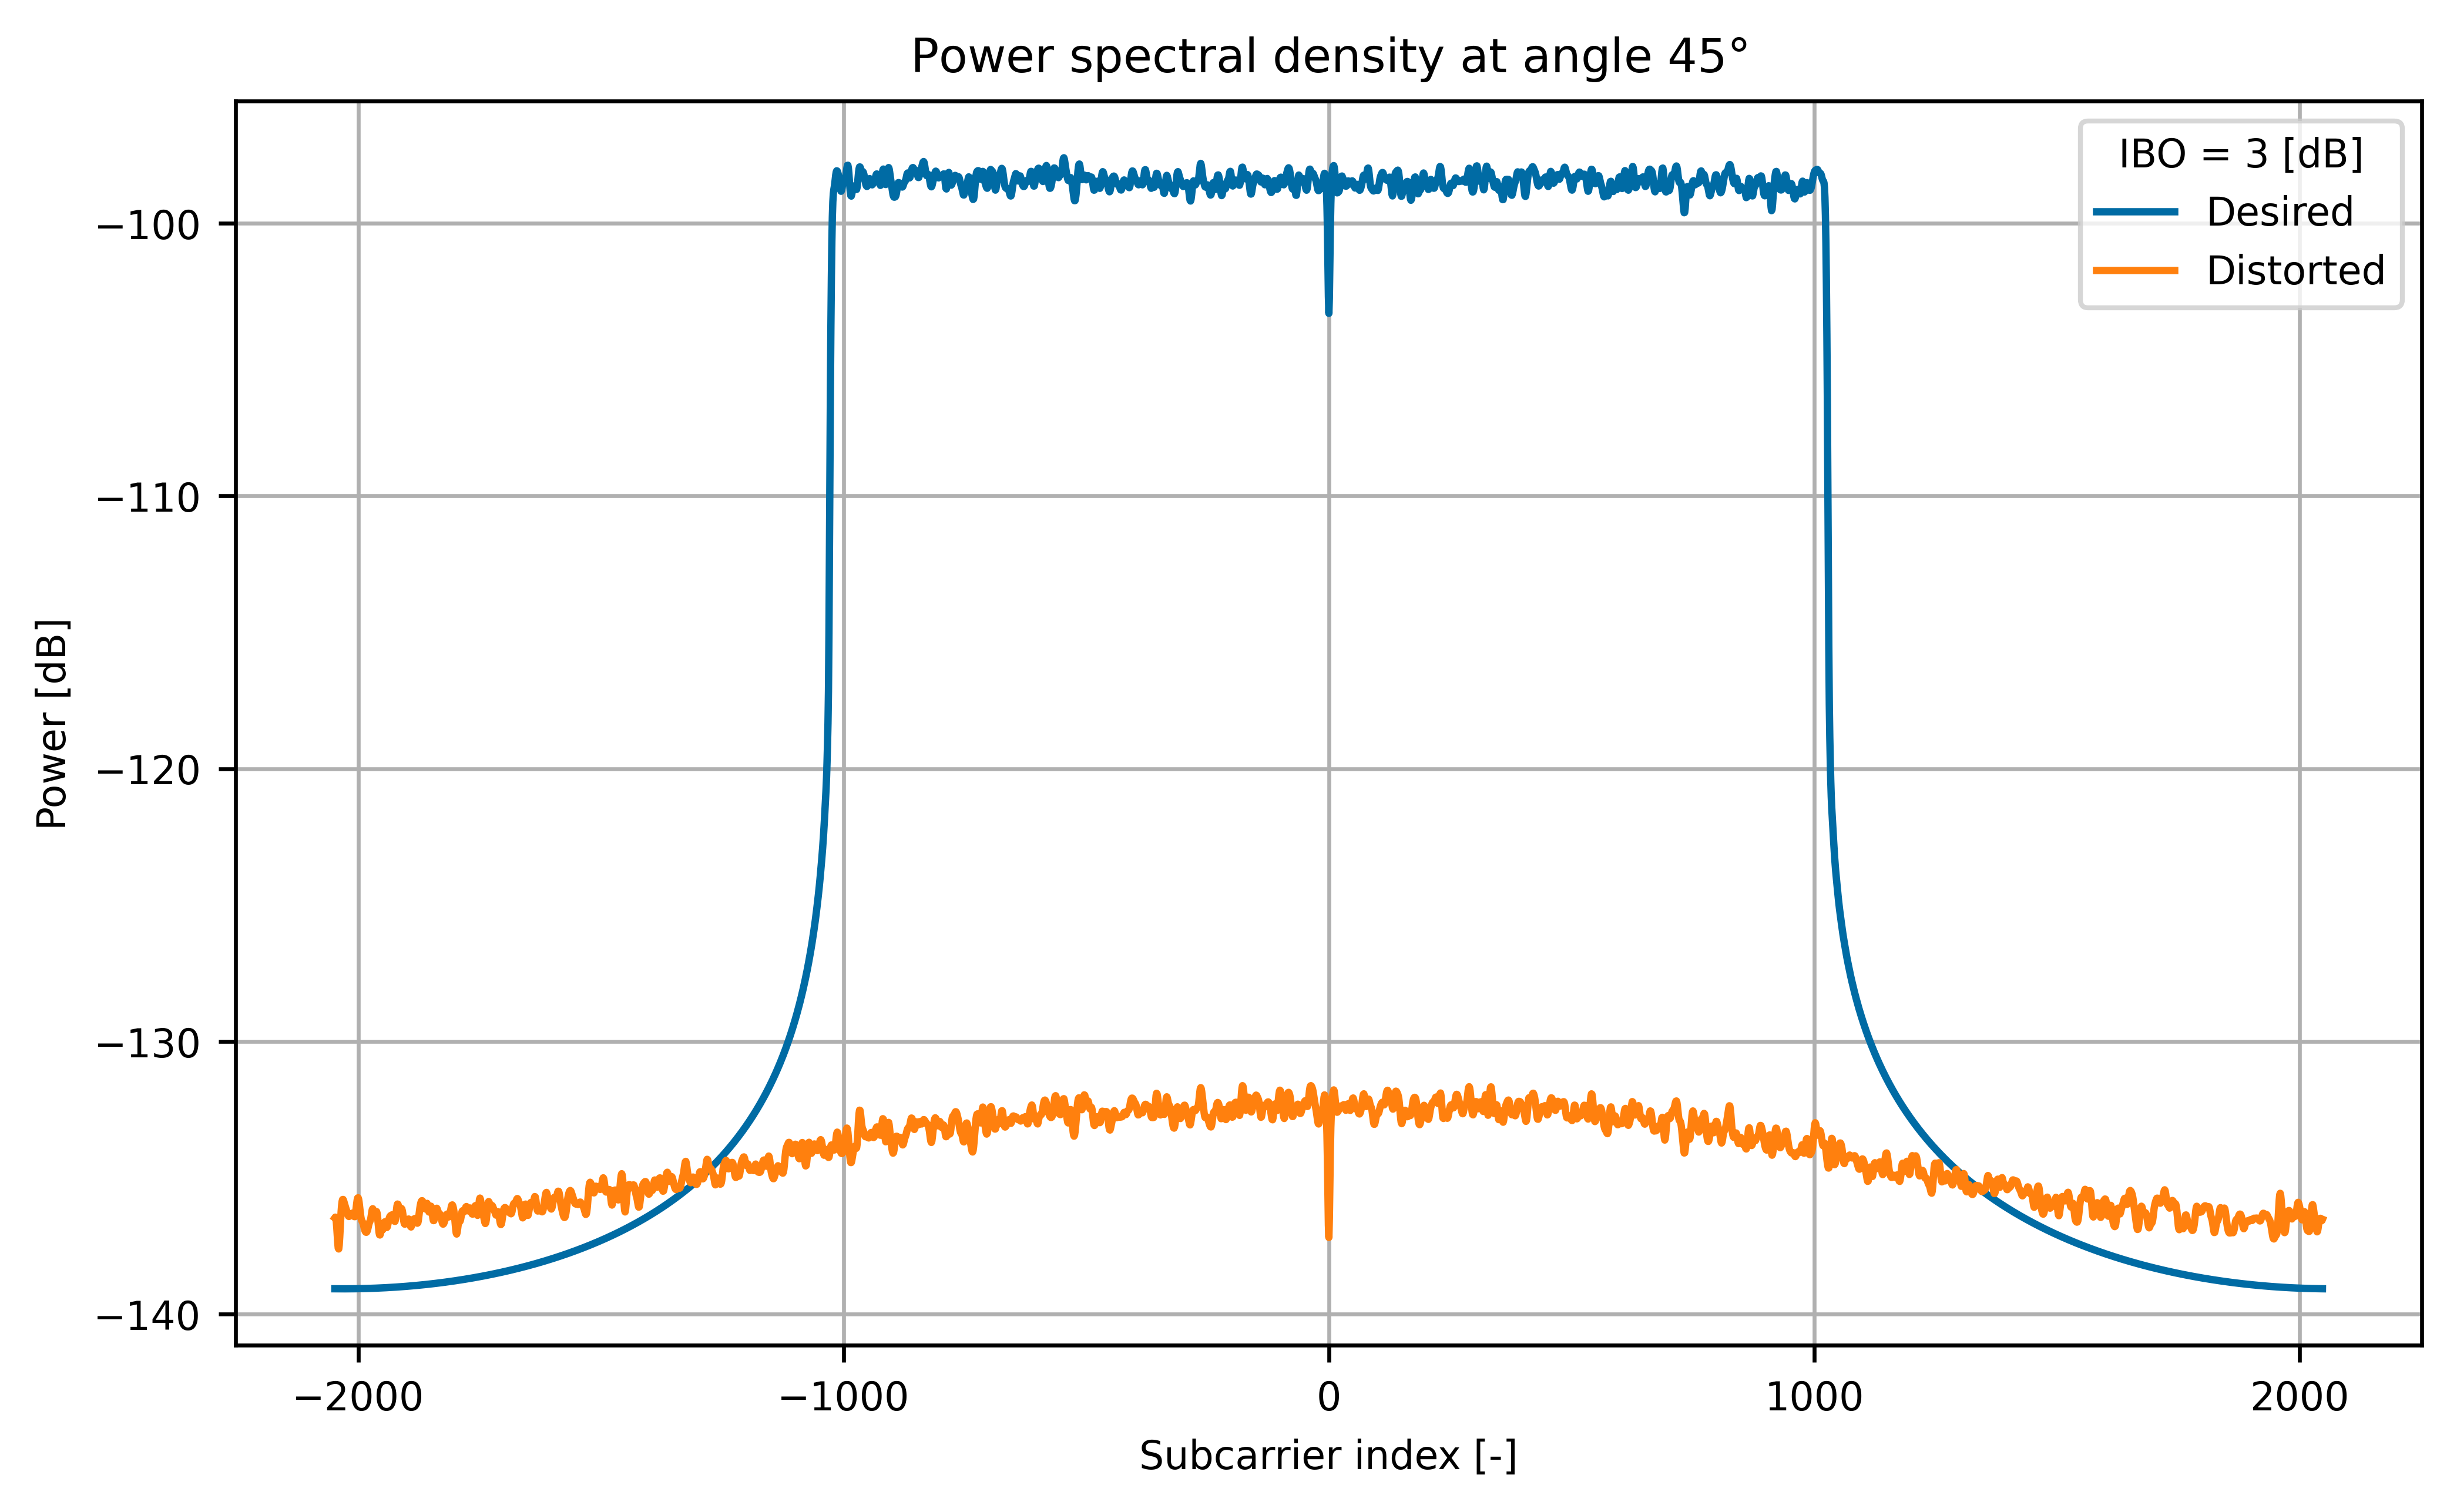 Power spectral density at angle 45°
IBO = 3 [dB]
Desired
Distorted
Power [dB]
−100
−110
−120
−130
−140
−2000
−1000
0
1000
2000
Subcarrier index [-]